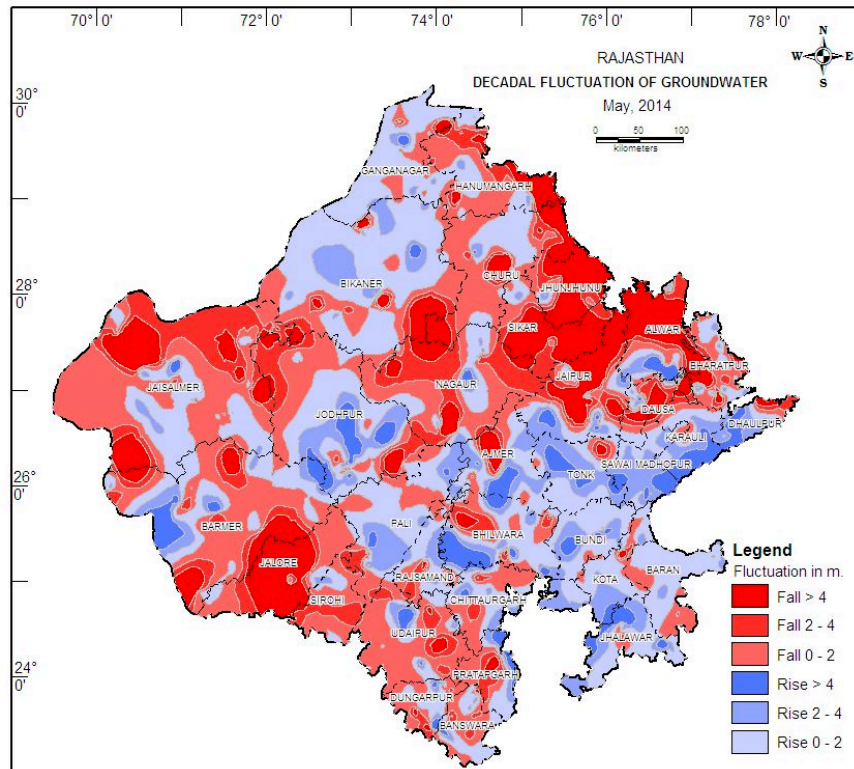 70° 0'
72° 0'
74° 0'
76° 0'
78° 0'
N
W E
S
RAJASTHAN
DECADAL FLUCTUATION OF GROUNDWATER
May, 2014
0 50 100
kilometers
30°
0'
GANGANAGAR
HANUMANGARH
BIKANER
CHURU
JHUNJHUNU
28°
0'
SIKAR
ALWAR
JAISALMER
NAGAUR
JAIPUR
BHARATPUR
JODHPUR
DAUSA
DHAULPUR
KARAULI
AJMER
SAWAI MADHOPUR
TONK
26°
0'
BARMER
PALI
BHILWARA
BUNDI
JALORE
RAJSAMAND
KOTA
BARAN
SIROHI
CHITTAURGARH
UDAIPUR
JHALAWAR
24°
0'
PRATAPGARH
DUNGARPUR
BANSWARA
Legend
Fluctuation in m.
Fall > 4
Fall 2 - 4
Fall 0 - 2
Rise > 4
Rise 2 - 4
Rise 0 - 2